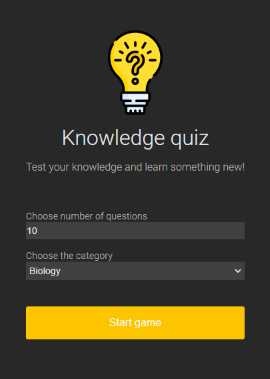 ?
Knowledge quiz
Test your knowledge and learn something new!
Choose number of questions
10
Choose the category
Biology
Start game